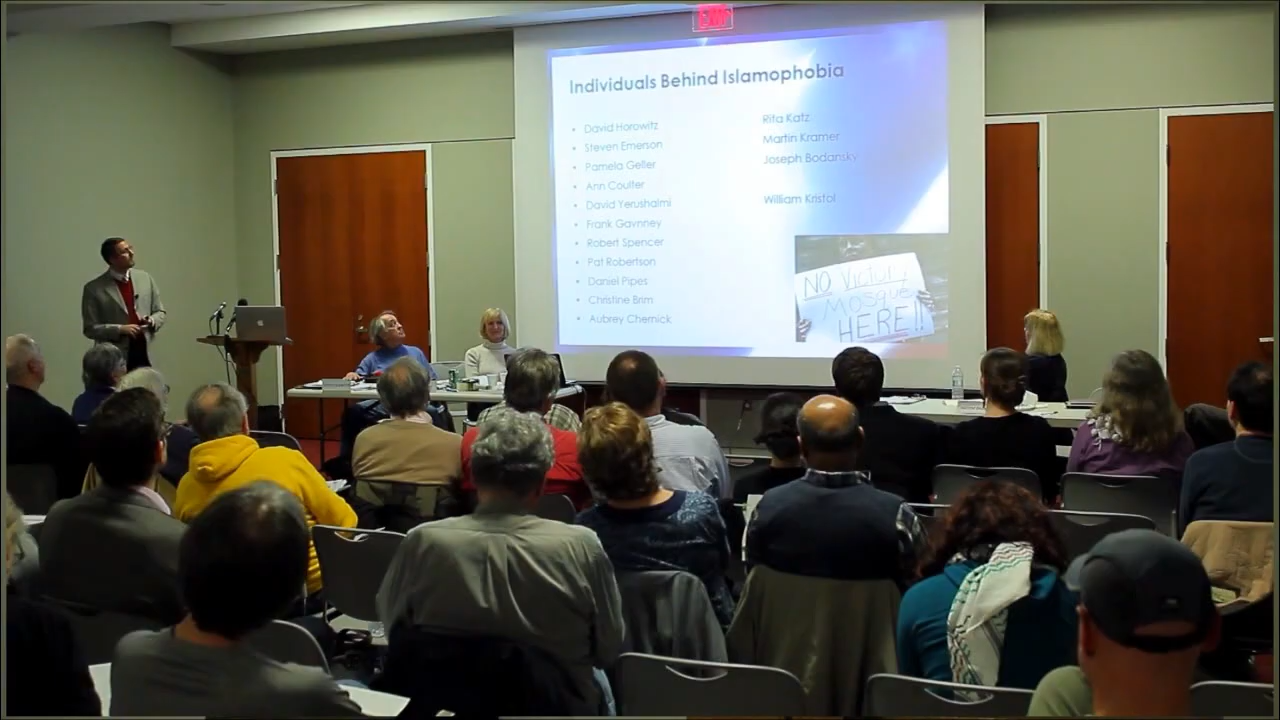 EXIT
Individuals Behind Islamophobia
• David Horowitz
• Steven Emerson
• Pamela Geller
• Ann Coulter
• David Yerushalmi
• Frank Gavnney
• Robert Spencer
• Pat Robertson
• Daniel Pipes
• Christine Brim
• Aubrey Chernick
Rita Katz
Martin Kramer
Joseph Bodansky
William Kristol
NO Victory
Mosque
HERE!!